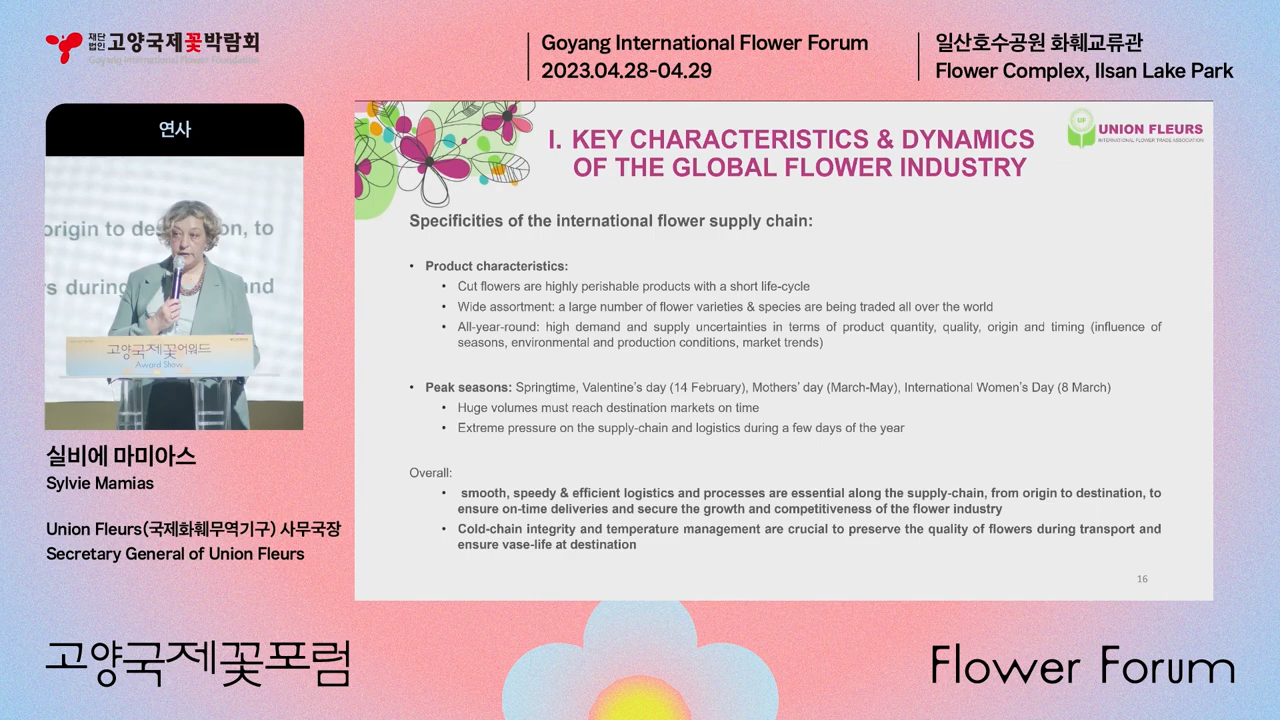 재단
법인
고양국제꽃박람회
Goyang International Flower Foundation
Goyang International Flower Forum
2023.04.28-04.29
일산호수공원 화훼교류관
Flower Complex, Ilsan Lake Park
연사
origin to des on, to
s during and
고양국제꽃어워드
Award Show
실비에 마미아스
Sylvie Mamias
Union Fleurs(국제화훼무역기구) 사무국장
Secretary General of Union Fleurs
I. KEY CHARACTERISTICS & DYNAMICS
OF THE GLOBAL FLOWER INDUSTRY
UF
UNION FLEURS
INTERNATIONAL FLOWER TRADE ASSOCIATION
Specificities of the international flower supply chain:
• Product characteristics:
• Cut flowers are highly perishable products with a short life-cycle
• Wide assortment: a large number of flower varieties & species are being traded all over the world
• All-year-round: high demand and supply uncertainties in terms of product quantity, quality, origin and timing (influence of
seasons, environmental and production conditions, market trends)
• Peak seasons: Springtime, Valentine's day (14 February), Mothers' day (March-May), International Women's Day (8 March)
• Huge volumes must reach destination markets on time
• Extreme pressure on the supply-chain and logistics during a few days of the year
Overall:
• smooth, speedy & efficient logistics and processes are essential along the supply-chain, from origin to destination, to
ensure on-time deliveries and secure the growth and competitiveness of the flower industry
• Cold-chain integrity and temperature management are crucial to preserve the quality of flowers during transport and
ensure vase-life at destination
16
고양국제꽃포럼
Flower Forum